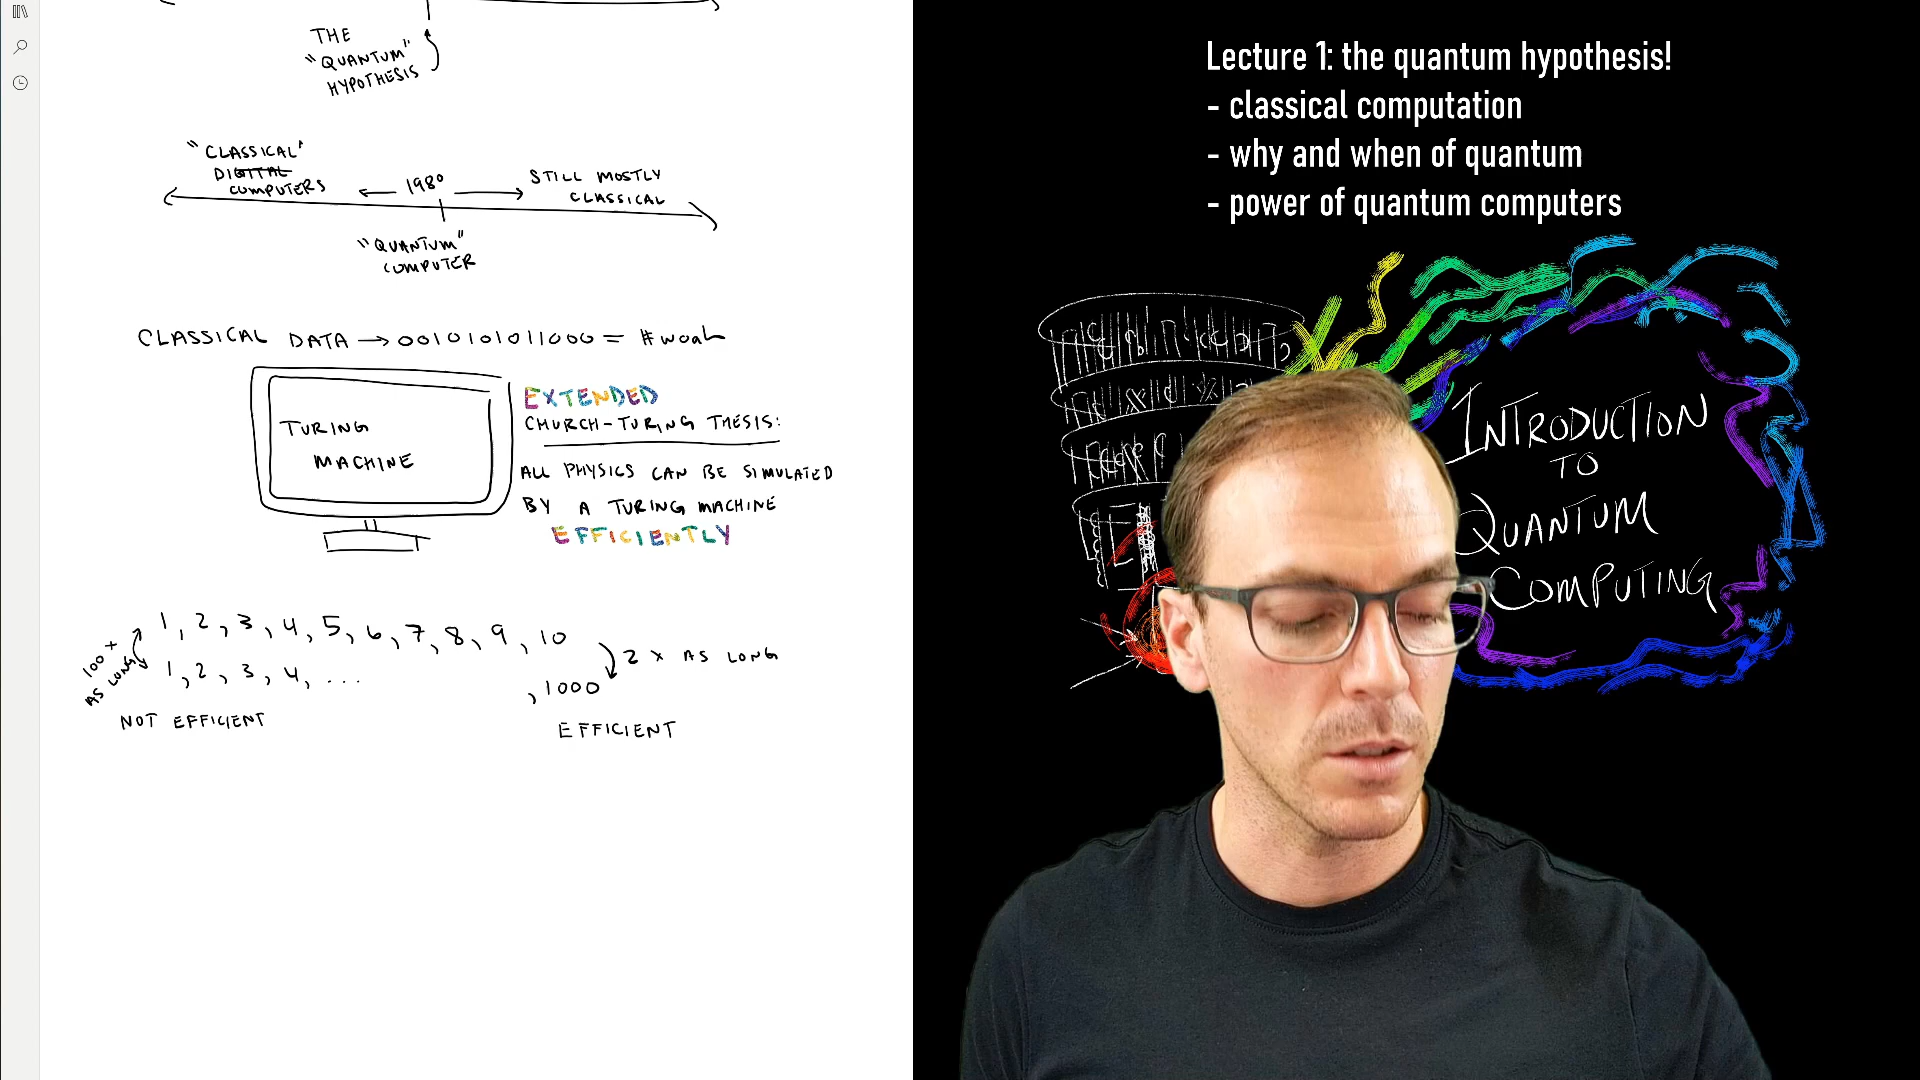 THE
"QUANTUM"
HYPOTHESIS
"CLASSICAL"
DIGITAL
COMPUTERS
1980
STILL MOSTLY
CLASSICAL
"QUANTUM"
COMPUTER
CLASSICAL DATA → 0010101011000 = #woah
TURING
MACHINE
EXTENDED
CHURCH-TURING THESIS:
ALL PHYSICS CAN BE SIMULATED
BY A TURING MACHINE
EFFICIENTLY
1, 2, 3, 4, 5, 6, 7, 8, 9, 10
100 x
AS LONG
2 x AS LONG
1, 2, 3, 4, ...
, 1000
NOT EFFICIENT
EFFICIENT
Lecture 1: the quantum hypothesis!
- classical computation
- why and when of quantum
- power of quantum computers
INTRODUCTION
TO
QUANTUM
COMPUTING